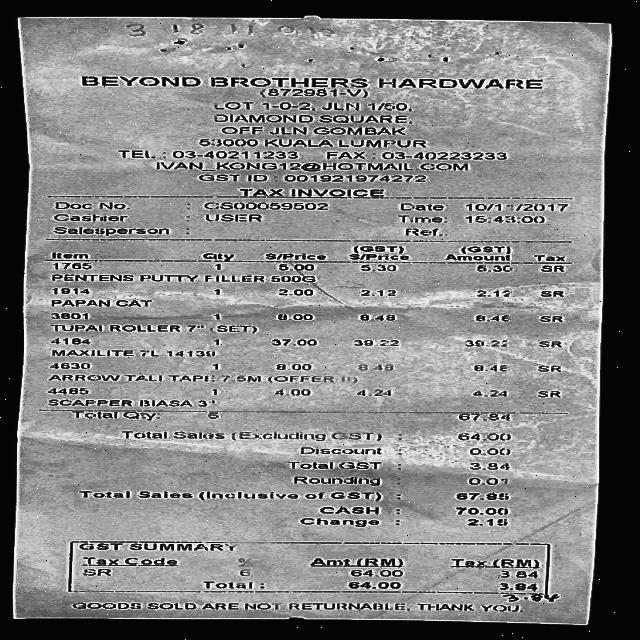 3 18 11 0
BEYOND BROTHERS HARDWARE
(872981-V)
LOT 1-0-2, JLN 1/50,
DIAMOND SQUARE,
OFF JLN GOMBAK
53000 KUALA LUMPUR
TEL : 03-40211233 FAX : 03-40223233
IVAN_KONG12@HOTMAIL.COM
GST ID : 001921974272
TAX INVOICE
Doc No. : CS00059502 Date: 10/11/2017
Cashier : USER Time: 15:43:00
Salesperson : Ref.
(GST) (GST)
Item Qty S/Price S/Price Amount Tax
1765 1 5.00 5.30 5.30 SR
PENTENS PUTTY FILLER 500G
1914 1 2.00 2.12 2.12 SR
PAPAN CAT
3801 1 8.00 8.48 8.48 SR
TUPAI ROLLER 7" (SET)
4184 1 37.00 39.22 39.22 SR
MAXILITE 7L 14139
4630 1 8.00 8.48 8.48 SR
ARROW TALI TAPE 7.5M (OFFER
4485 1 4.00 4.24 4.24 SR
SCAPPER BIASA 3"
Total Qty: 6 67.84
Total Sales (Excluding GST) : 64.00
Discount : 0.00
Total GST : 3.84
Rounding : 0.01
Total Sales (Inclusive of GST) : 67.85
CASH : 70.00
Change : 2.15
GST SUMMARY
Tax Code % Amt (RM) Tax (RM)
SR 6 64.00 3.84
Total : 64.00 3.84
3.84
GOODS SOLD ARE NOT RETURNABLE, THANK YOU.